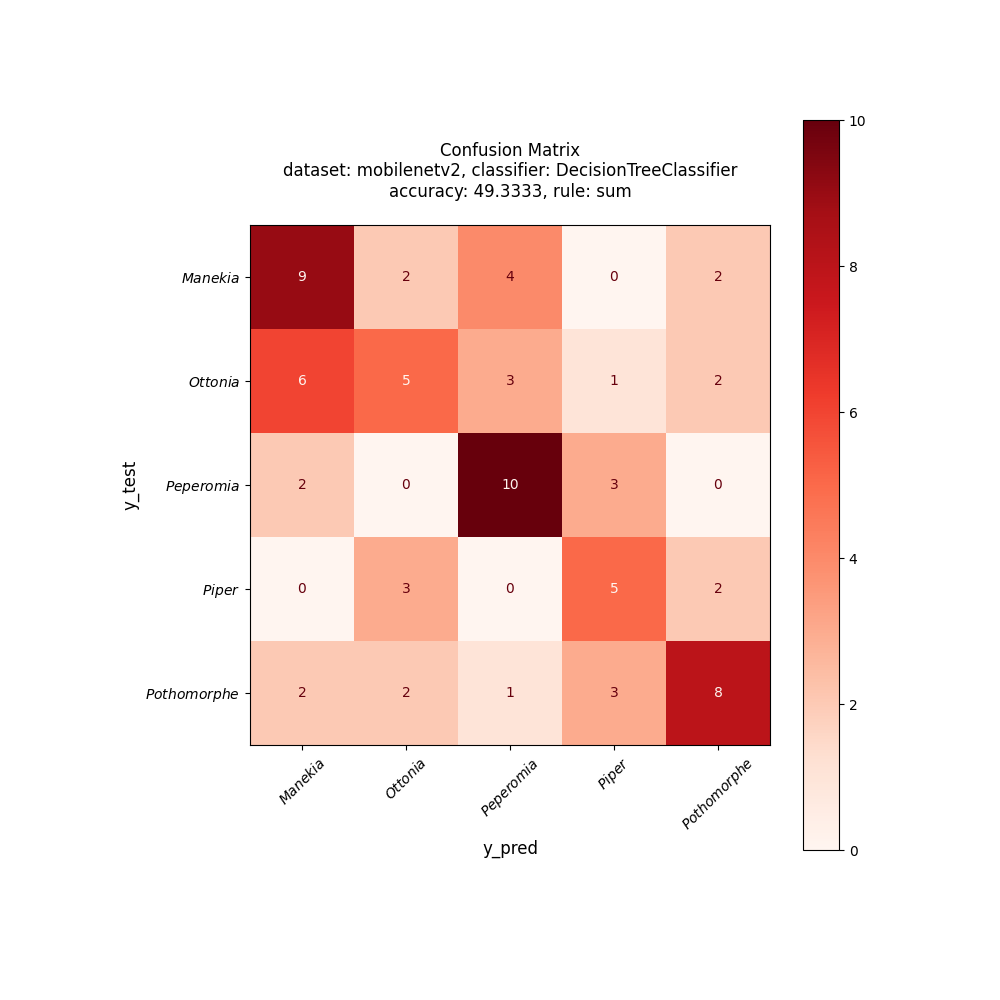 Confusion Matrix
dataset: mobilenetv2, classifier: DecisionTreeClassifier
accuracy: 49.3333, rule: sum
y_test
Manekia 9 2 4 0 2
Ottonia 6 5 3 1 2
Peperomia 2 0 10 3 0
Piper 0 3 0 5 2
Pothomorphe 2 2 1 3 8
Manekia Ottonia Peperomia Piper Pothomorphe
y_pred
10
8
6
4
2
0